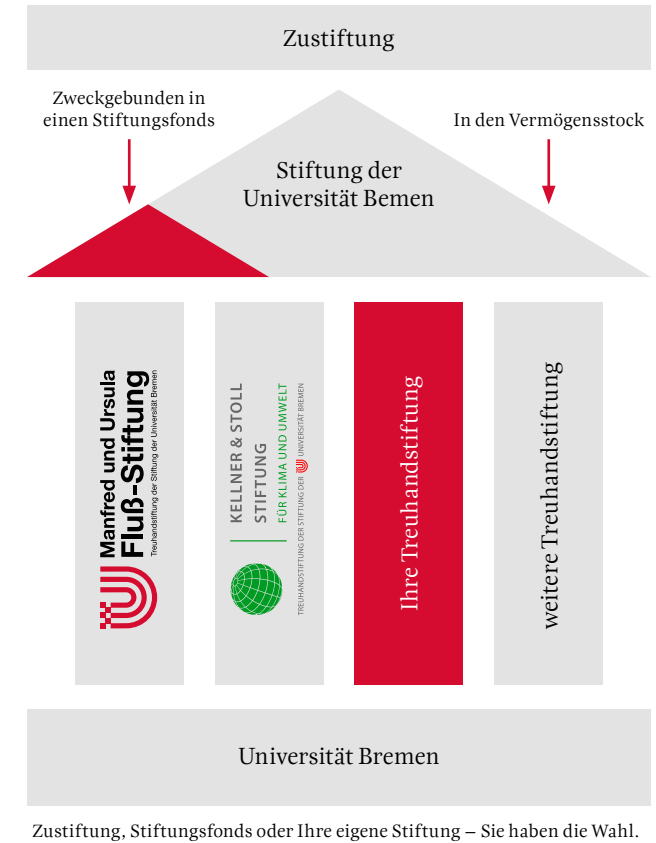 Zustiftung
Zweckgebunden in
einen Stiftungsfonds
In den Vermögensstock
Stiftung der
Universität Bemen
Manfred und Ursula
Fluß-Stiftung
Treuhandstiftung der Stiftung der Universität Bremen
KELLNER & STOLL
STIFTUNG
FÜR KLIMA UND UMWELT
TREUHANDSTIFTUNG DER STIFTUNG DER UNIVERSITÄT BREMEN
Ihre Treuhandstiftung
weitere Treuhandstiftung
Universität Bremen
Zustiftung, Stiftungsfonds oder Ihre eigene Stiftung – Sie haben die Wahl.